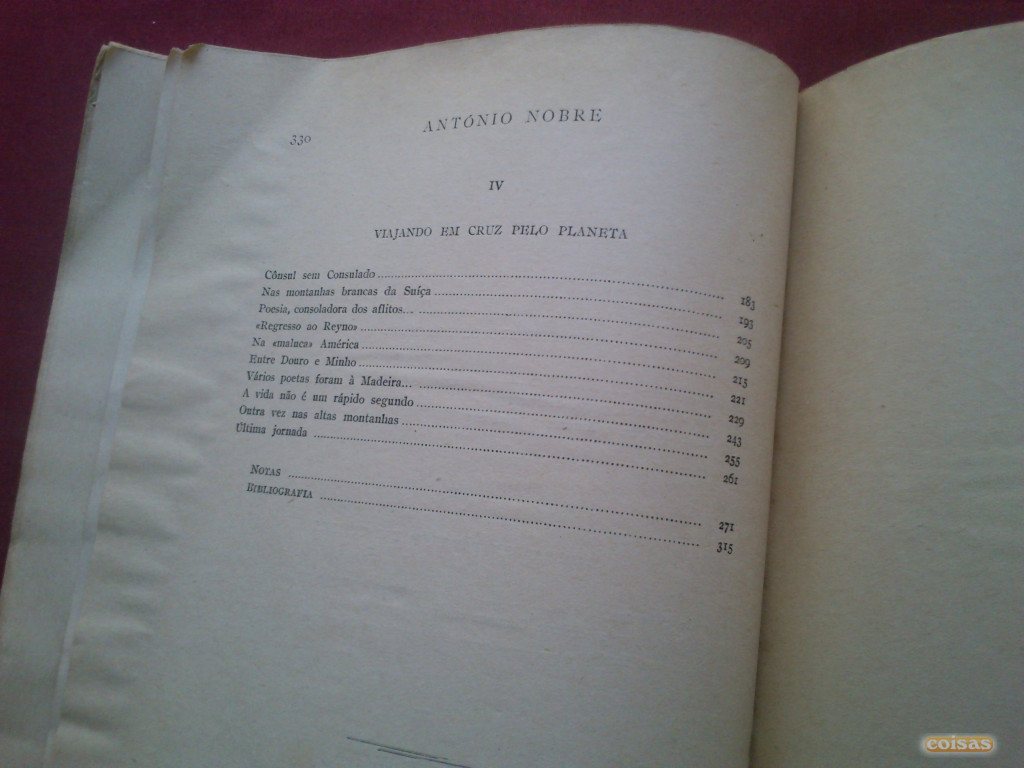 330
ANTÓNIO NOBRE
IV
VIAJANDO EM CRUZ PELO PLANETA
Cônsul sem Consulado 183
Nas montanhas brancas da Suíça 193
Poesia, consoladora dos aflitos... 205
«Regresso ao Reyno» 209
Na «maluca» América 215
Entre Douro e Minho 221
Vários poetas foram à Madeira... 229
A vida não é um rápido segundo 243
Outra vez nas altas montanhas 255
Última jornada 261
NOTAS 271
BIBLIOGRAFIA 315
coisas